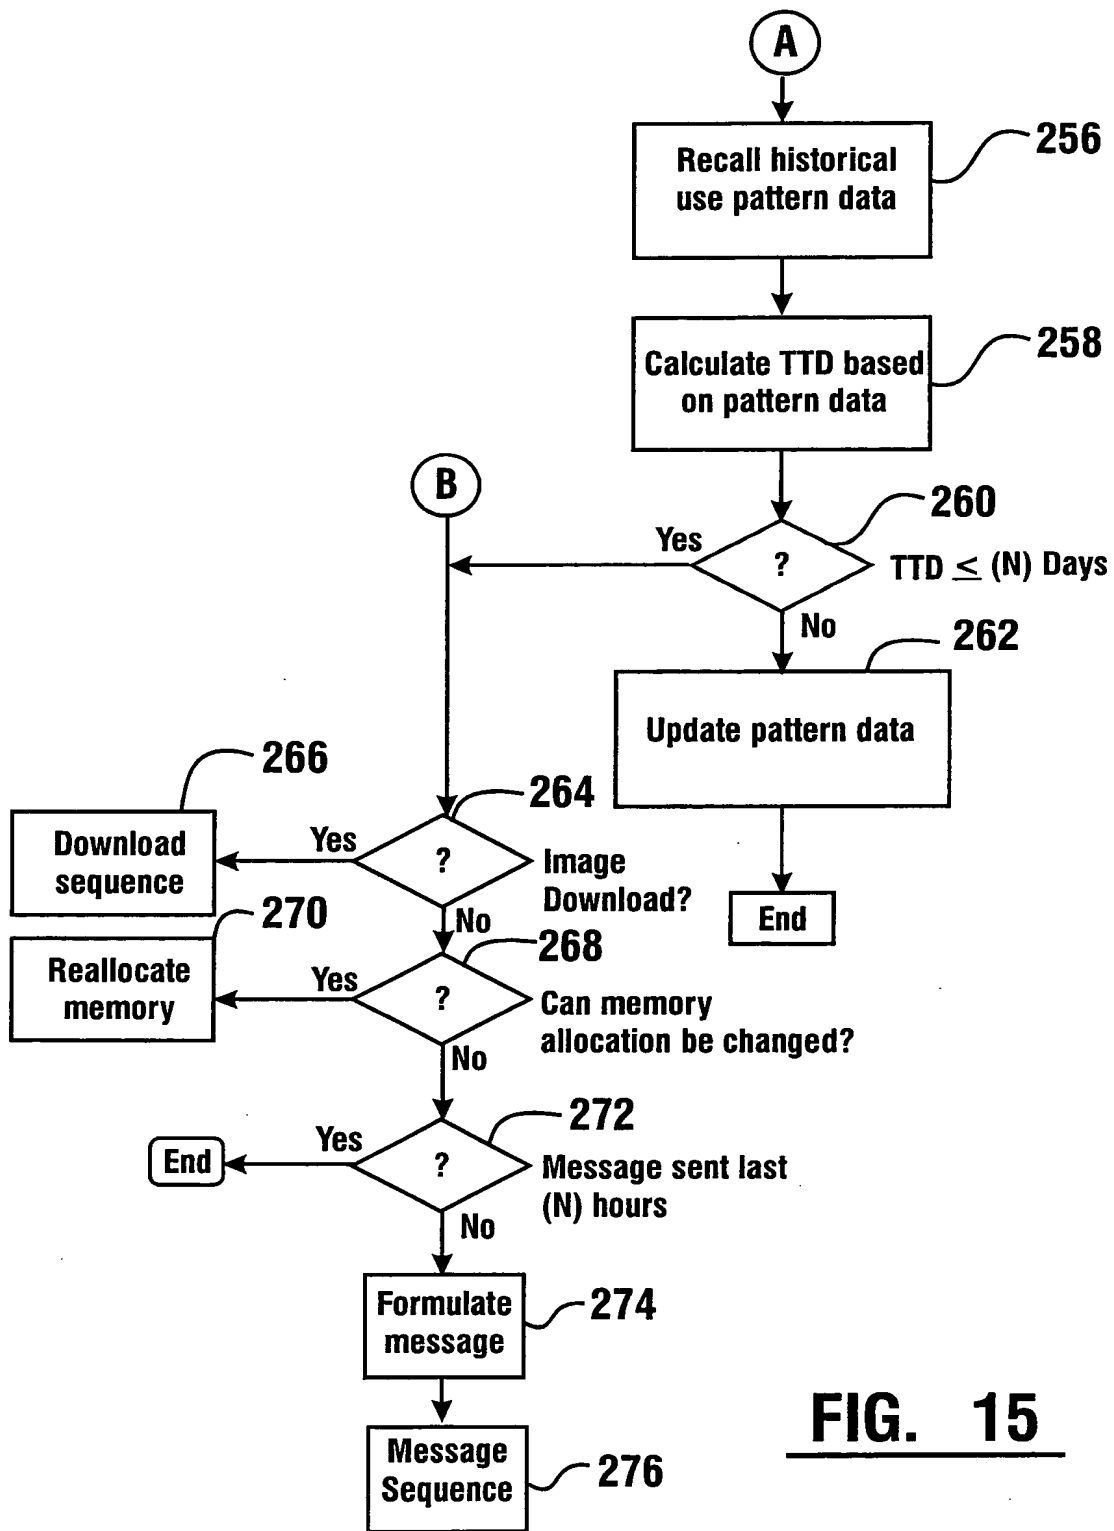 A
Recall historical
use pattern data
256
Calculate TTD based
on pattern data
258
B
260
Yes
?
TTD ≤ (N) Days
No
262
Update pattern data
End
266
Download
sequence
264
Yes
?
Image
Download?
No
270
Reallocate
memory
268
Yes
?
Can memory
allocation be changed?
No
272
End
Yes
?
Message sent last
(N) hours
No
Formulate
message
274
Message
Sequence
276
FIG. 15